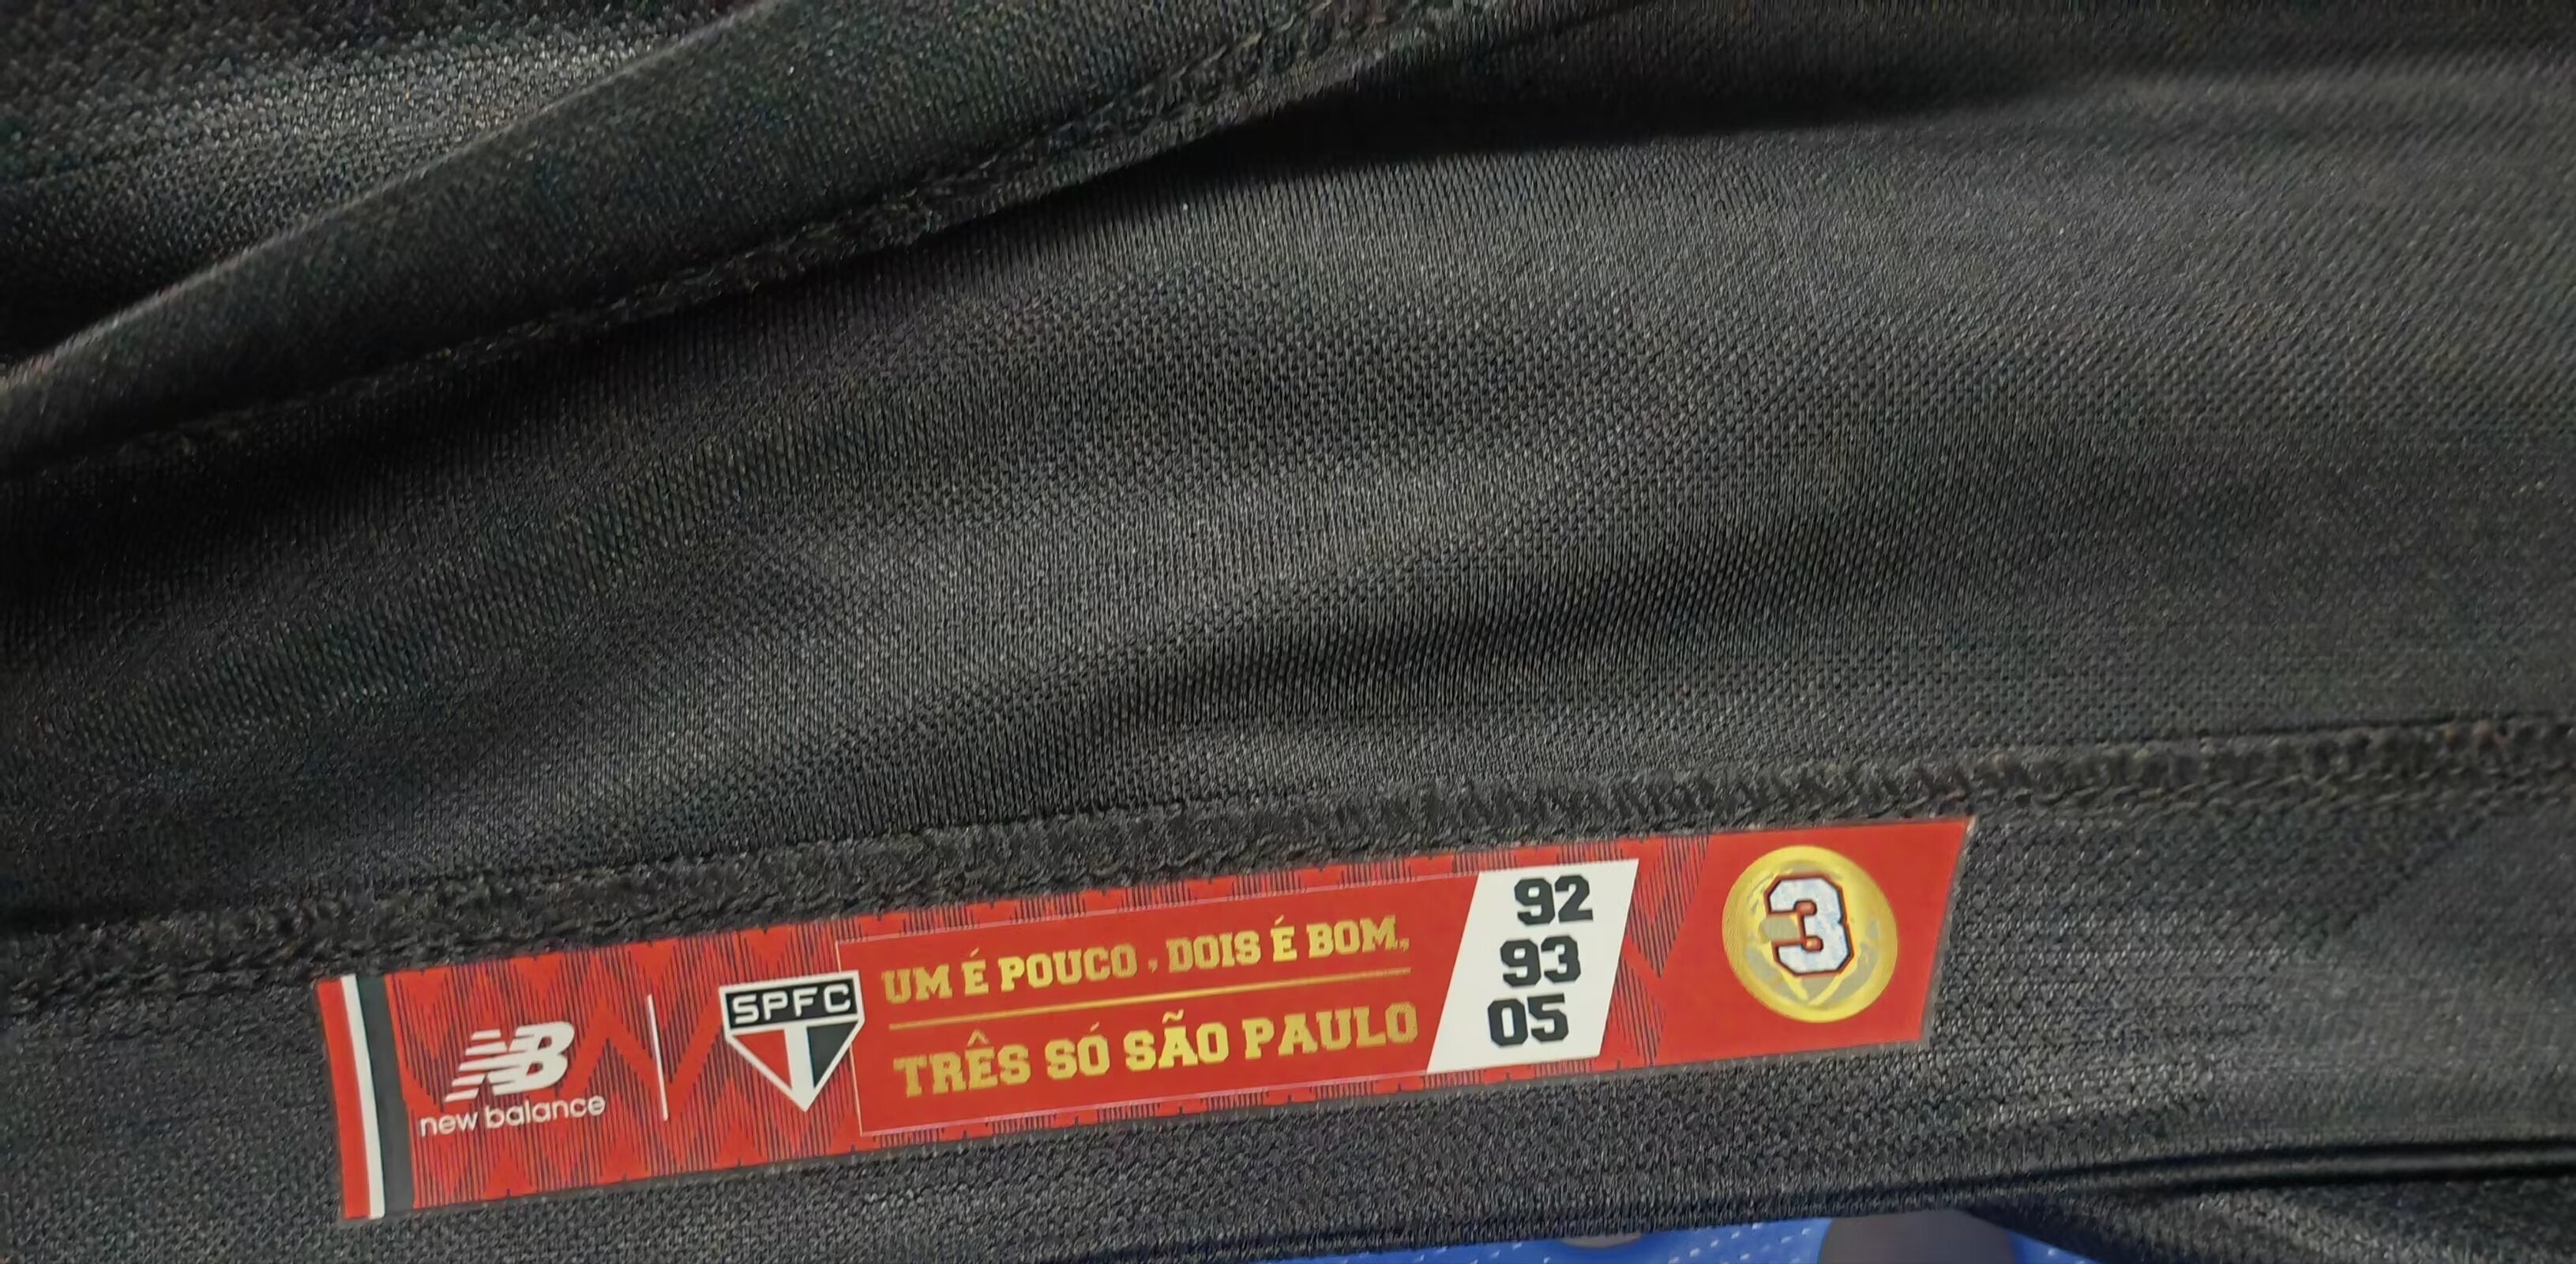 new balance
SPFC
UM É POUCO , DOIS É BOM,
TRÊS SÓ SÃO PAULO
92
93
05
3